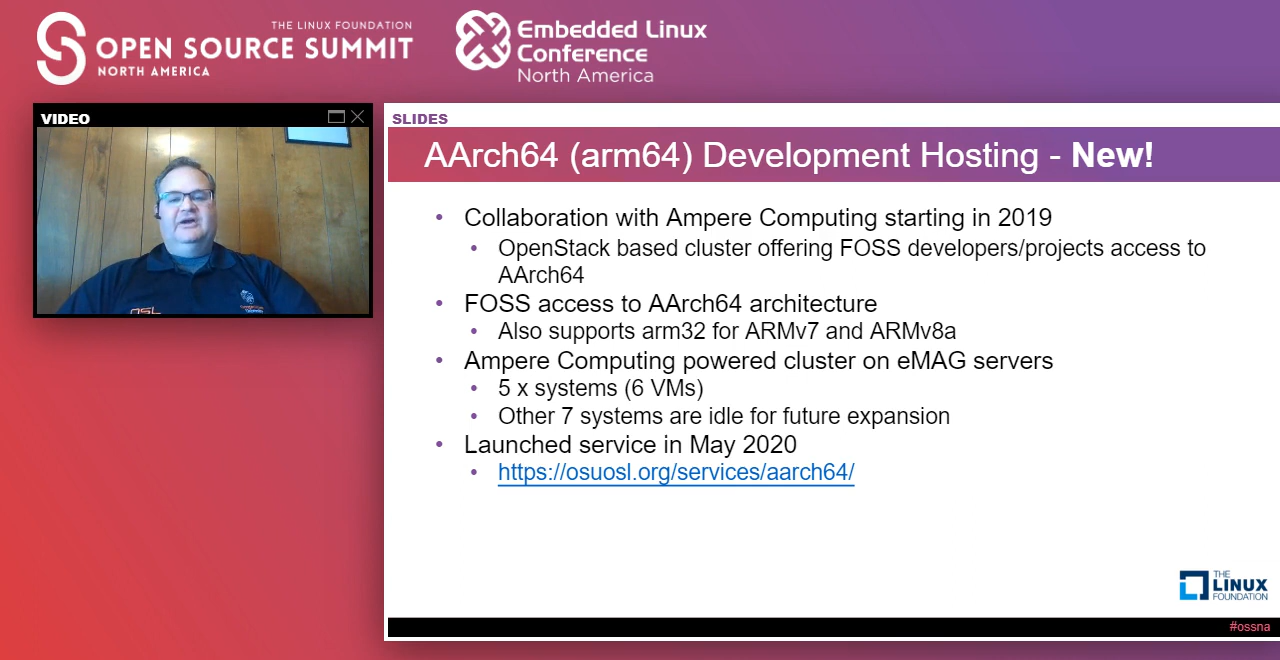 THE LINUX FOUNDATION
OPEN SOURCE SUMMIT
NORTH AMERICA
Embedded Linux
Conference
North America
VIDEO
OSL
SLIDES
AArch64 (arm64) Development Hosting - New!
• Collaboration with Ampere Computing starting in 2019
• OpenStack based cluster offering FOSS developers/projects access to
AArch64
• FOSS access to AArch64 architecture
• Also supports arm32 for ARMv7 and ARMv8a
• Ampere Computing powered cluster on eMAG servers
• 5 x systems (6 VMs)
• Other 7 systems are idle for future expansion
• Launched service in May 2020
• https://osuosl.org/services/aarch64/
THE
LINUX
FOUNDATION
#ossna